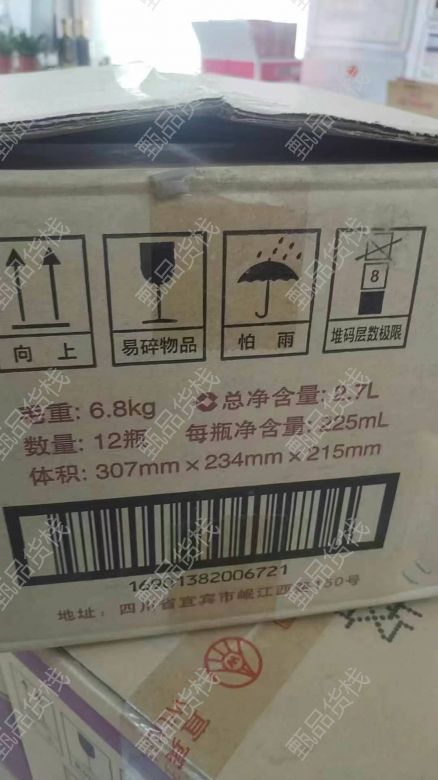 向上
易碎物品
怕雨
8
堆码层数极限
毛重: 6.8kg
总净含量: 2.7L
数量: 12瓶
每瓶净含量: 225mL
体积: 307mm×234mm×215mm
16901382006721
地址: 四川省宜宾市岷江西路150号
甄品货栈